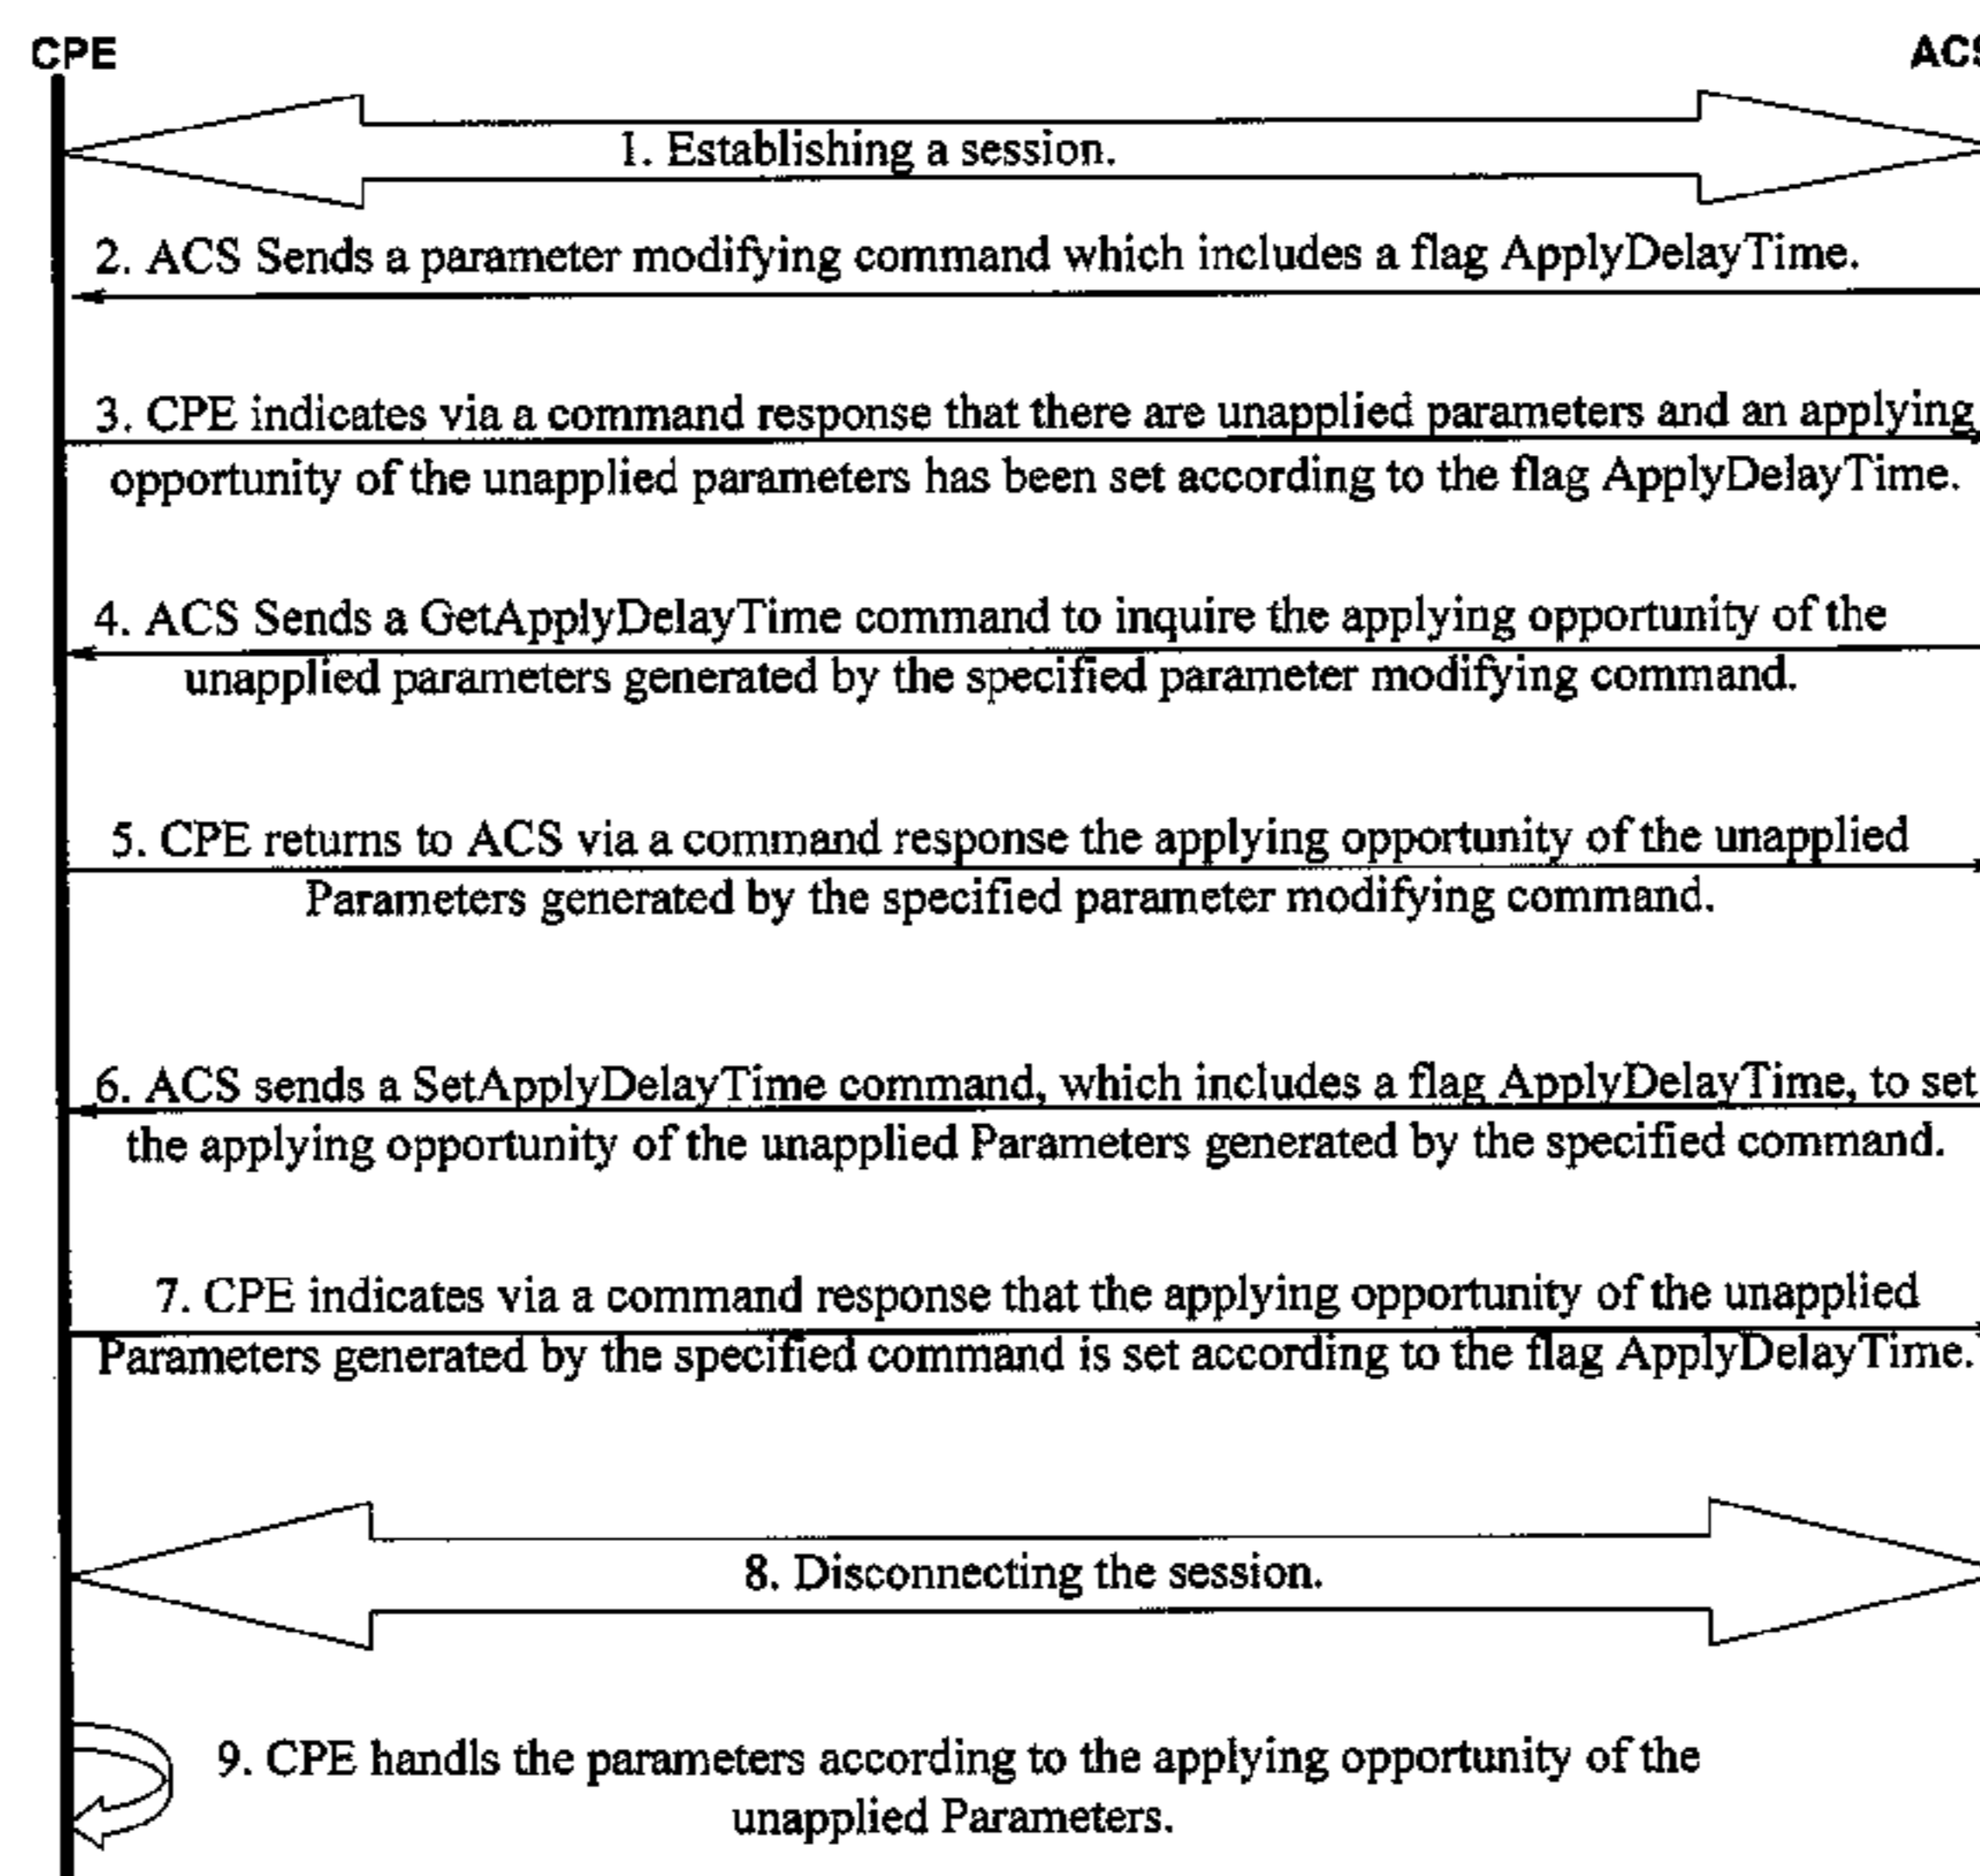 CPE
ACS
1. Establishing a session.
2. ACS Sends a parameter modifying command which includes a flag ApplyDelayTime.
3. CPE indicates via a command response that there are unapplied parameters and an applying
opportunity of the unapplied parameters has been set according to the flag ApplyDelayTime.
4. ACS Sends a GetApplyDelayTime command to inquire the applying opportunity of the
unapplied parameters generated by the specified parameter modifying command.
5. CPE returns to ACS via a command response the applying opportunity of the unapplied
Parameters generated by the specified parameter modifying command.
6. ACS sends a SetApplyDelayTime command, which includes a flag ApplyDelayTime, to set
the applying opportunity of the unapplied Parameters generated by the specified command.
7. CPE indicates via a command response that the applying opportunity of the unapplied
Parameters generated by the specified command is set according to the flag ApplyDelayTime.
8. Disconnecting the session.
9. CPE handls the parameters according to the applying opportunity of the
unapplied Parameters.